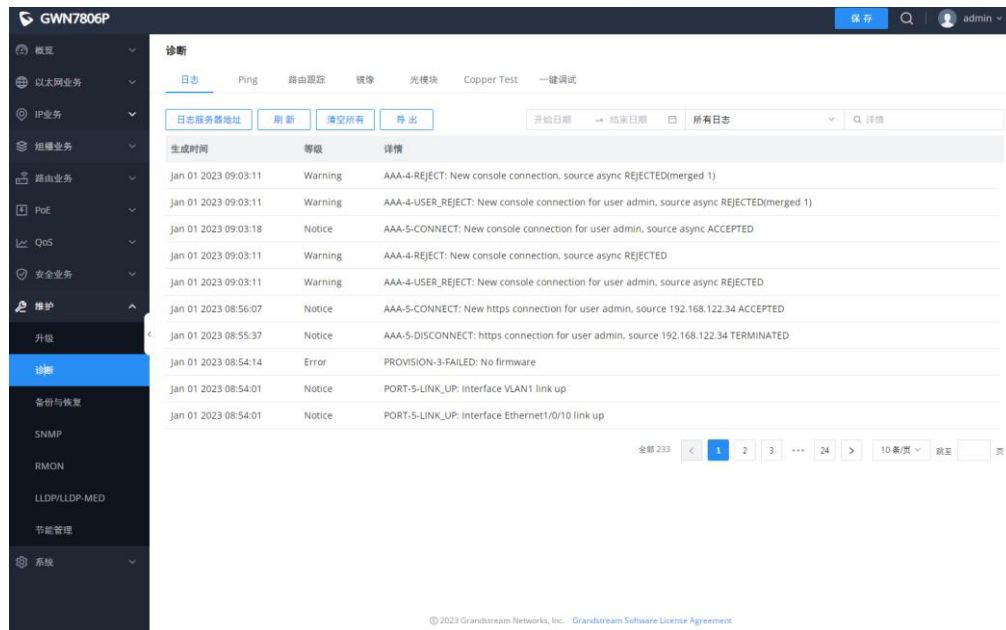 GWN7806P
保存
admin
概览
以太网业务
IP业务
组播业务
路由业务
PoE
QoS
安全业务
维护
升级
诊断
备份与恢复
SNMP
RMON
LLDP/LLDP-MED
节能管理
系统
诊断
日志 Ping 路由跟踪 镜像 光模块 Copper Test 一键调试
日志服务器地址 刷新 清空所有 导出 开始日期 → 结束日期 所有日志 详情
生成时间 等级 详情
Jan 01 2023 09:03:11 Warning AAA-4-REJECT: New console connection, source async REJECTED(merged 1)
Jan 01 2023 09:03:11 Warning AAA-4-USER_REJECT: New console connection for user admin, source async REJECTED(merged 1)
Jan 01 2023 09:03:18 Notice AAA-5-CONNECT: New console connection for user admin, source async ACCEPTED
Jan 01 2023 09:03:11 Warning AAA-4-REJECT: New console connection, source async REJECTED
Jan 01 2023 09:03:11 Warning AAA-4-USER_REJECT: New console connection for user admin, source async REJECTED
Jan 01 2023 08:56:07 Notice AAA-5-CONNECT: New https connection for user admin, source 192.168.122.34 ACCEPTED
Jan 01 2023 08:55:37 Notice AAA-5-DISCONNECT: https connection for user admin, source 192.168.122.34 TERMINATED
Jan 01 2023 08:54:14 Error PROVISION-3-FAILED: No firmware
Jan 01 2023 08:54:01 Notice PORT-5-LINK_UP: Interface VLAN1 link up
Jan 01 2023 08:54:01 Notice PORT-5-LINK_UP: Interface Ethernet1/0/10 link up
全部 233 < 1 2 3 ••• 24 > 10 条/页 跳至 页
© 2023 Grandstream Networks, Inc. Grandstream Software License Agreement